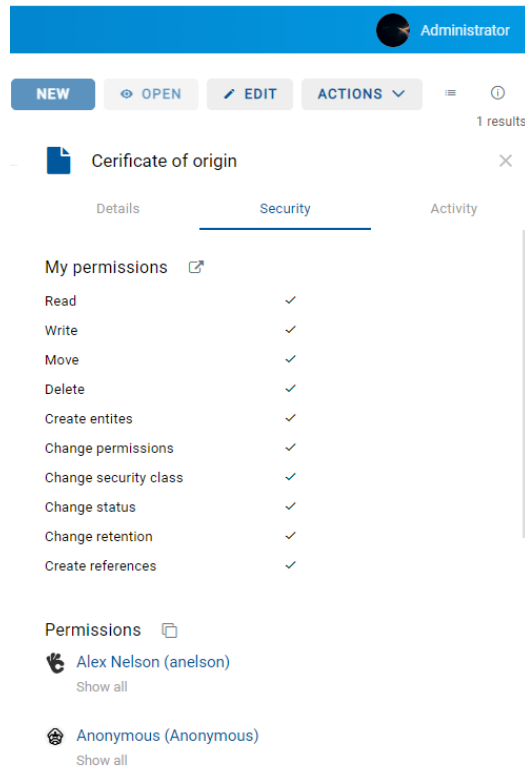 Administrator
NEW OPEN EDIT ACTIONS
1 results
Cerificate of origin
Details Security Activity
My permissions
Read
Write
Move
Delete
Create entites
Change permissions
Change security class
Change status
Change retention
Create references
Permissions
Alex Nelson (anelson)
Show all
Anonymous (Anonymous)
Show all